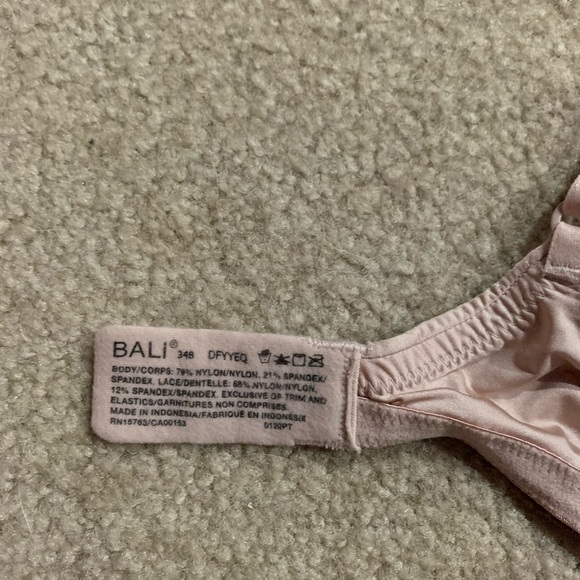 BALI® 34B DFYYEQ
BODY/CORPS: 79% NYLON/NYLON, 21% SPANDEX/
SPANDEX. LACE/DENTELLE: 88% NYLON/NYLON,
12% SPANDEX/SPANDEX. EXCLUSIVE OF TRIM AND
ELASTICS/GARNITURES NON COMPRISES
MADE IN INDONESIA/FABRIQUÉ EN INDONÉSIE
RN15763/CA00153 0120PT